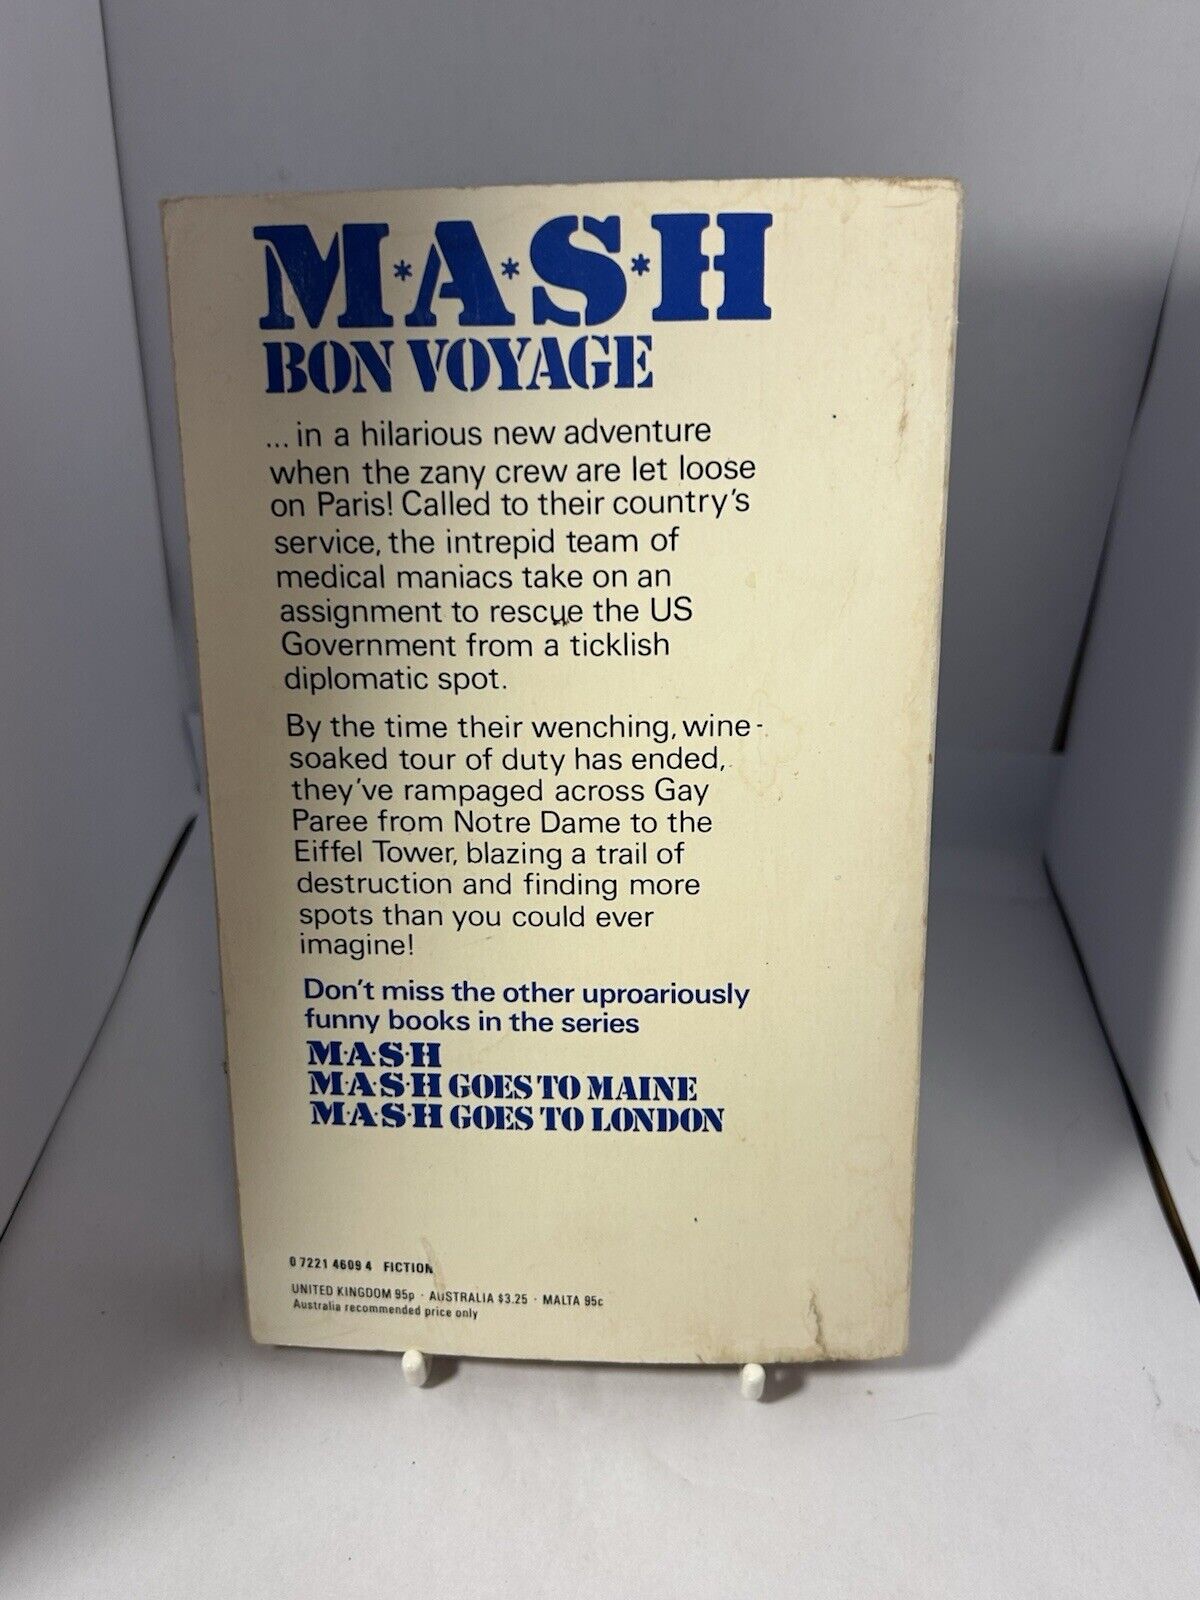 M*A*S*H
BON VOYAGE
... in a hilarious new adventure
when the zany crew are let loose
on Paris! Called to their country's
service, the intrepid team of
medical maniacs take on an
assignment to rescue the US
Government from a ticklish
diplomatic spot.
By the time their wenching, wine-
soaked tour of duty has ended,
they've rampaged across Gay
Paree from Notre Dame to the
Eiffel Tower, blazing a trail of
destruction and finding more
spots than you could ever
imagine!
Don't miss the other uproariously
funny books in the series
M·A·S·H
M·A·S·H GOES TO MAINE
M·A·S·H GOES TO LONDON
0 7221 4609 4 FICTION
UNITED KINGDOM 95p · AUSTRALIA $3.25 · MALTA 95c
Australia recommended price only